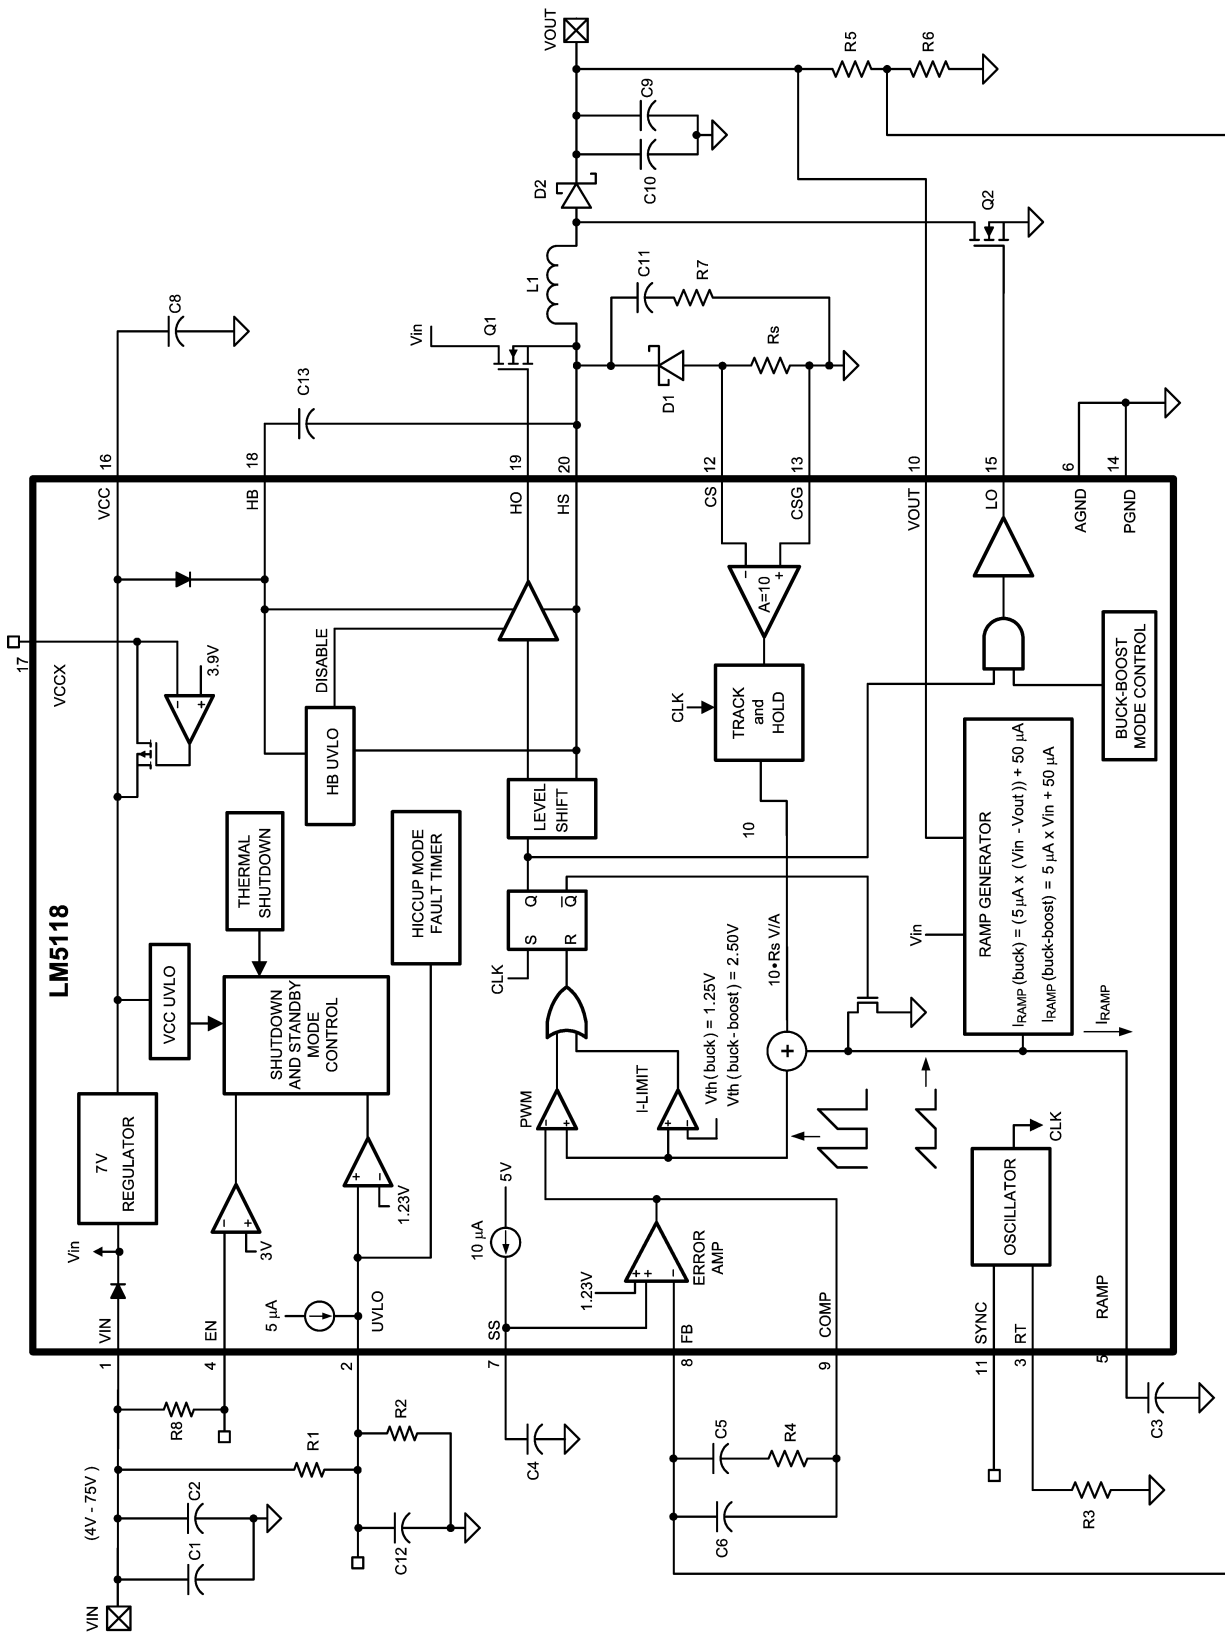 LM5118
VIN
(4V - 75V )
C1
C2
R8
R1
R2
C12
1
VIN
Vin
7V
REGULATOR
VCC UVLO
THERMAL
SHUTDOWN
17
VCCX
3.9V
VCC
16
C8
4
EN
3V
SHUTDOWN
AND STANDBY
MODE
CONTROL
HB UVLO
DISABLE
HB
18
C13
5 µA
2
UVLO
1.23V
HICCUP MODE
FAULT TIMER
HO
19
HS
20
Vin
Q1
L1
D2
VOUT
C10
C9
7
SS
C4
10 µA
5V
1.23V
ERROR
AMP
8
FB
9
COMP
C5
R4
C6
PWM
I-LIMIT
Vth ( buck ) = 1.25V
Vth ( buck - boost ) = 2.50V
CLK
S
R
Q
Q
LEVEL
SHIFT
10
10 • Rs V/A
CLK
TRACK
and
HOLD
A=10
CS
12
CSG
13
D1
Rs
C11
R7
R5
R6
VOUT
10
LO
15
Q2
AGND
6
PGND
14
BUCK-BOOST
MODE CONTROL
Vin
RAMP GENERATOR
IRAMP (buck) = ( 5 µA x (Vin - Vout )) + 50 µA
IRAMP (buck-boost) = 5 µA x Vin + 50 µA
IRAMP
11
SYNC
3
RT
OSCILLATOR
CLK
5
RAMP
R3
C3